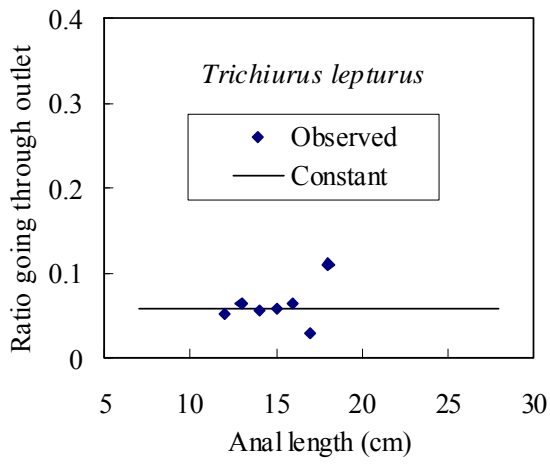 0.4
Trichiurus lepturus
0.3
Observed
Constant
0.2
0.1
0
Ratio going through outlet
5 10 15 20 25 30
Anal length (cm)